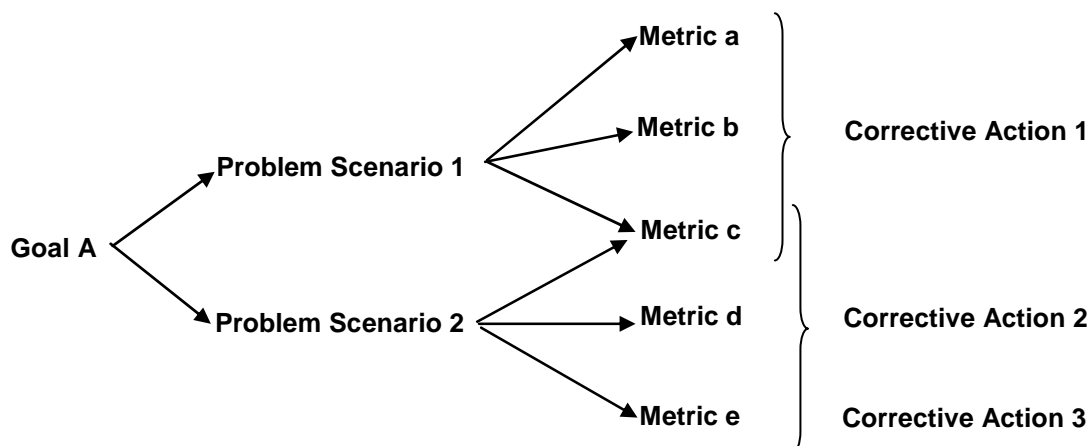 Metric a
Metric b
Corrective Action 1
Problem Scenario 1
Metric c
Goal A
Problem Scenario 2
Metric d
Corrective Action 2
Metric e
Corrective Action 3